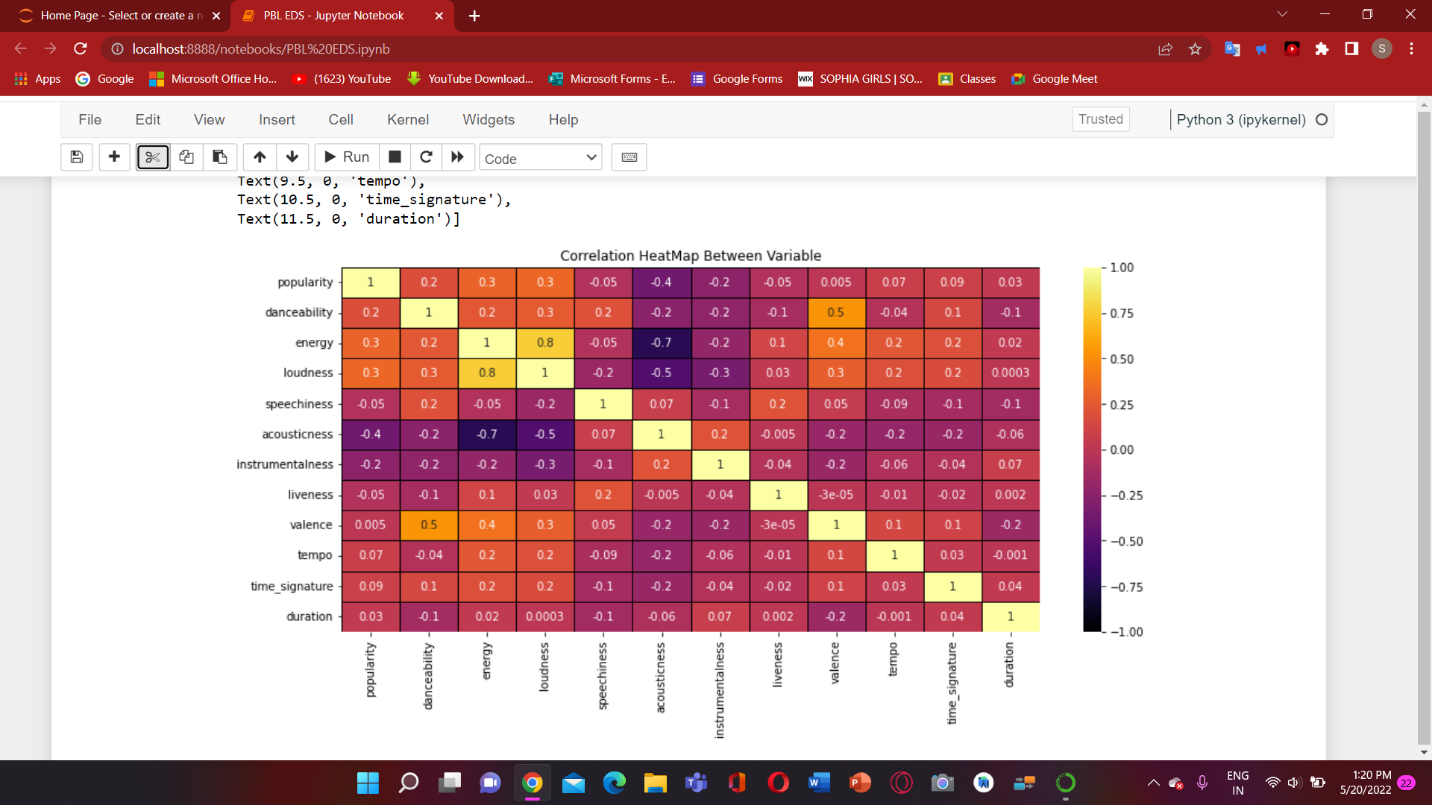 Home Page - Select or create a n
PBL EDS - Jupyter Notebook
localhost:8888/notebooks/PBL%20EDS.ipynb
S
Apps Google Microsoft Office Ho... (1623) YouTube YouTube Download... Microsoft Forms - E... Google Forms WIX SOPHIA GIRLS | SO... Classes Google Meet
File Edit View Insert Cell Kernel Widgets Help Trusted Python 3 (ipykernel)
Run Code
Text(9.5, 0, 'tempo'),
Text(10.5, 0, 'time_signature'),
Text(11.5, 0, 'duration')]
Correlation HeatMap Between Variable
popularity 1 0.2 0.3 0.3 -0.05 -0.4 -0.2 -0.05 0.005 0.07 0.09 0.03
danceability 0.2 1 0.2 0.3 0.2 -0.2 -0.2 -0.1 0.5 -0.04 0.1 -0.1
energy 0.3 0.2 1 0.8 -0.05 -0.7 -0.2 0.1 0.4 0.2 0.2 0.02
loudness 0.3 0.3 0.8 1 -0.2 -0.5 -0.3 0.03 0.3 0.2 0.2 0.0003
speechiness -0.05 0.2 -0.05 -0.2 1 0.07 -0.1 0.2 0.05 -0.09 -0.1 -0.1
acousticness -0.4 -0.2 -0.7 -0.5 0.07 1 0.2 -0.005 -0.2 -0.2 -0.2 -0.06
instrumentalness -0.2 -0.2 -0.2 -0.3 -0.1 0.2 1 -0.04 -0.2 -0.06 -0.04 0.07
liveness -0.05 -0.1 0.1 0.03 0.2 -0.005 -0.04 1 -3e-05 -0.01 -0.02 0.002
valence 0.005 0.5 0.4 0.3 0.05 -0.2 -0.2 -3e-05 1 0.1 0.1 -0.2
tempo 0.07 -0.04 0.2 0.2 -0.09 -0.2 -0.06 -0.01 0.1 1 0.03 -0.001
time_signature 0.09 0.1 0.2 0.2 -0.1 -0.2 -0.04 -0.02 0.1 0.03 1 0.04
duration 0.03 -0.1 0.02 0.0003 -0.1 -0.06 0.07 0.002 -0.2 -0.001 0.04 1
popularity
danceability
energy
loudness
speechiness
acousticness
instrumentalness
liveness
valence
tempo
time_signature
duration
1.00
0.75
0.50
0.25
0.00
−0.25
−0.50
−0.75
−1.00
ENG
IN
1:20 PM
5/20/2022
22